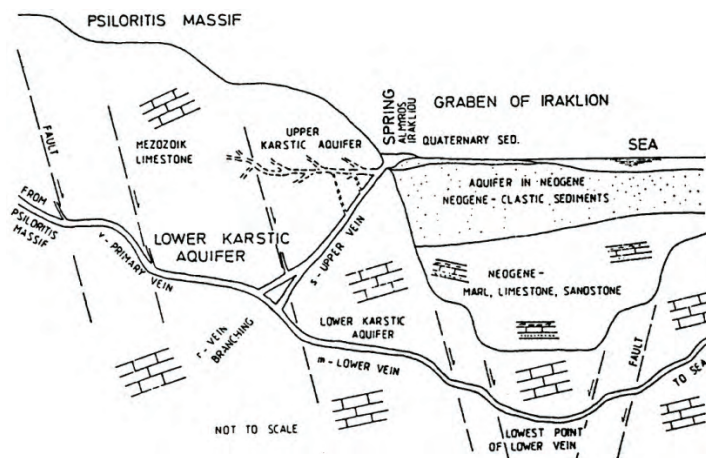 PSILORITIS MASSIF
SPRING
ALMYROS
IRAKLIOU
GRABEN OF IRAKLION
QUATERNARY SED.
SEA
FAULT
MEZOZOIK
LIMESTONE
UPPER
KARSTIC AQUIFER
AQUIFER IN NEOGENE
NEOGENE - CLASTIC SEDIMENTS
FROM
PSILORITIS
MASSIF
v - PRIMARY VEIN
LOWER KARSTIC
AQUIFER
s - UPPER VEIN
NEOGENE -
MARL, LIMESTONE, SANDSTONE
r - VEIN
BRANCHING
LOWER KARSTIC
AQUIFER
m - LOWER VEIN
FAULT
TO SEA
NOT TO SCALE
LOWEST POINT
OF LOWER VEIN